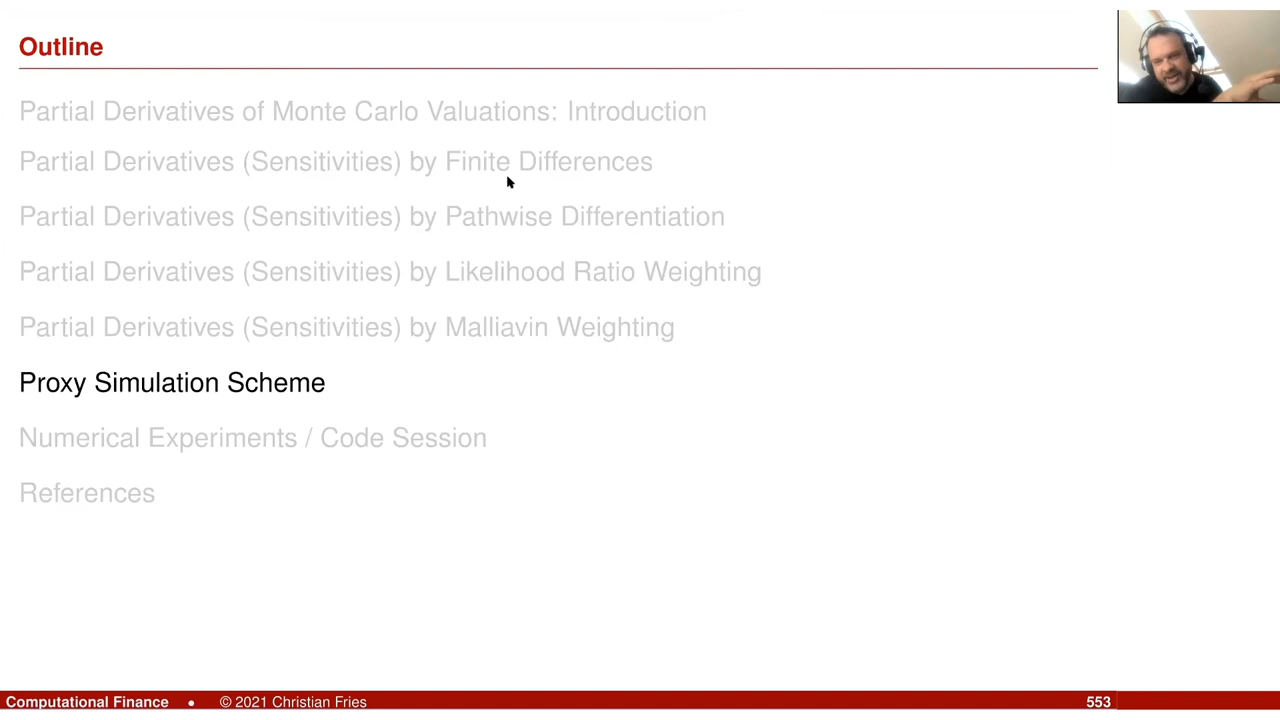 Outline
Partial Derivatives of Monte Carlo Valuations: Introduction
Partial Derivatives (Sensitivities) by Finite Differences
Partial Derivatives (Sensitivities) by Pathwise Differentiation
Partial Derivatives (Sensitivities) by Likelihood Ratio Weighting
Partial Derivatives (Sensitivities) by Malliavin Weighting
Proxy Simulation Scheme
Numerical Experiments / Code Session
References
Computational Finance • © 2021 Christian Fries 553